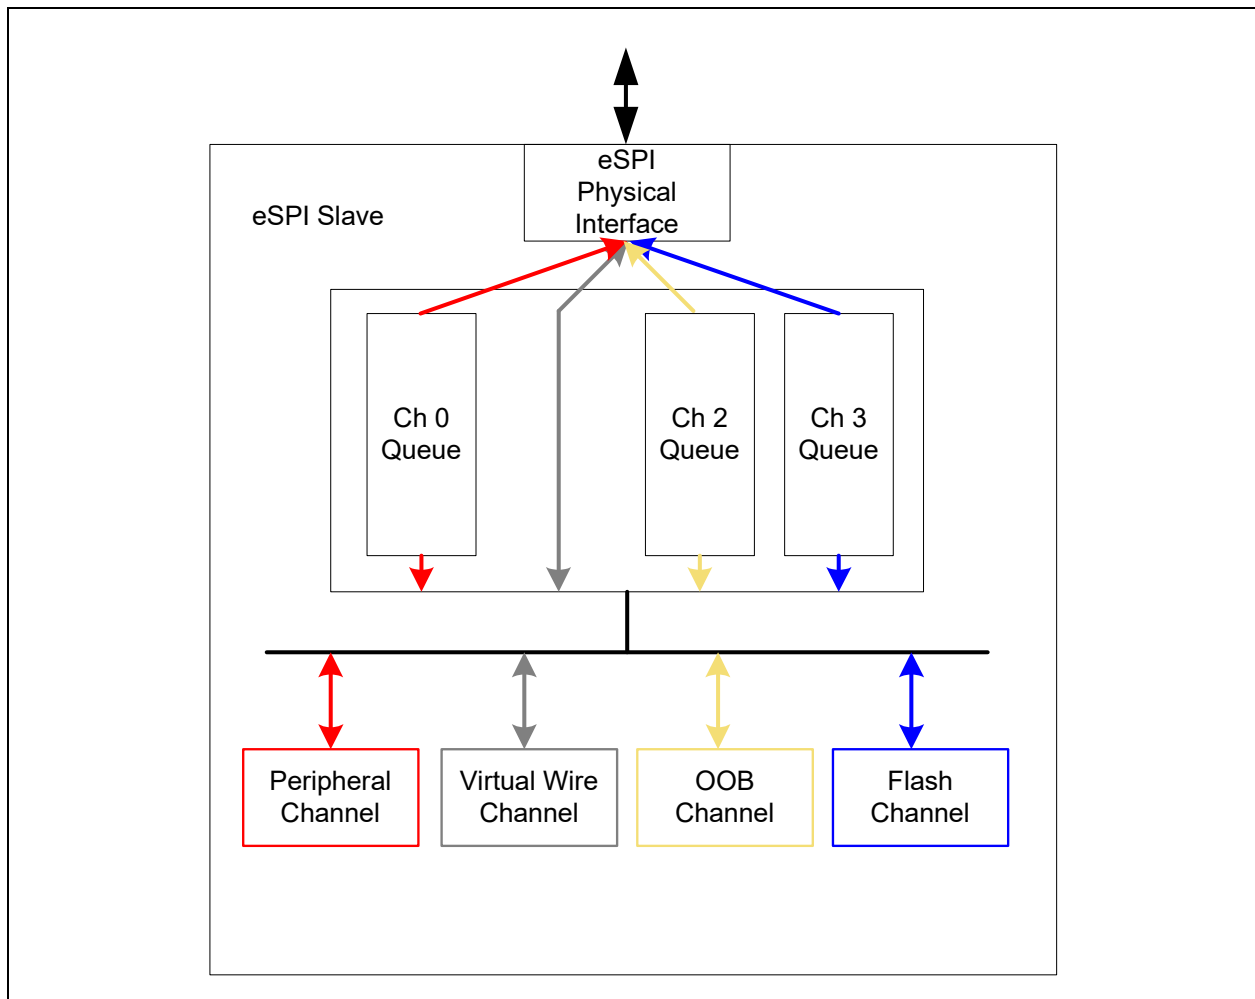 eSPI
Physical
Interface
eSPI Slave
Ch 0
Queue
Ch 2
Queue
Ch 3
Queue
Peripheral
Channel
Virtual Wire
Channel
OOB
Channel
Flash
Channel